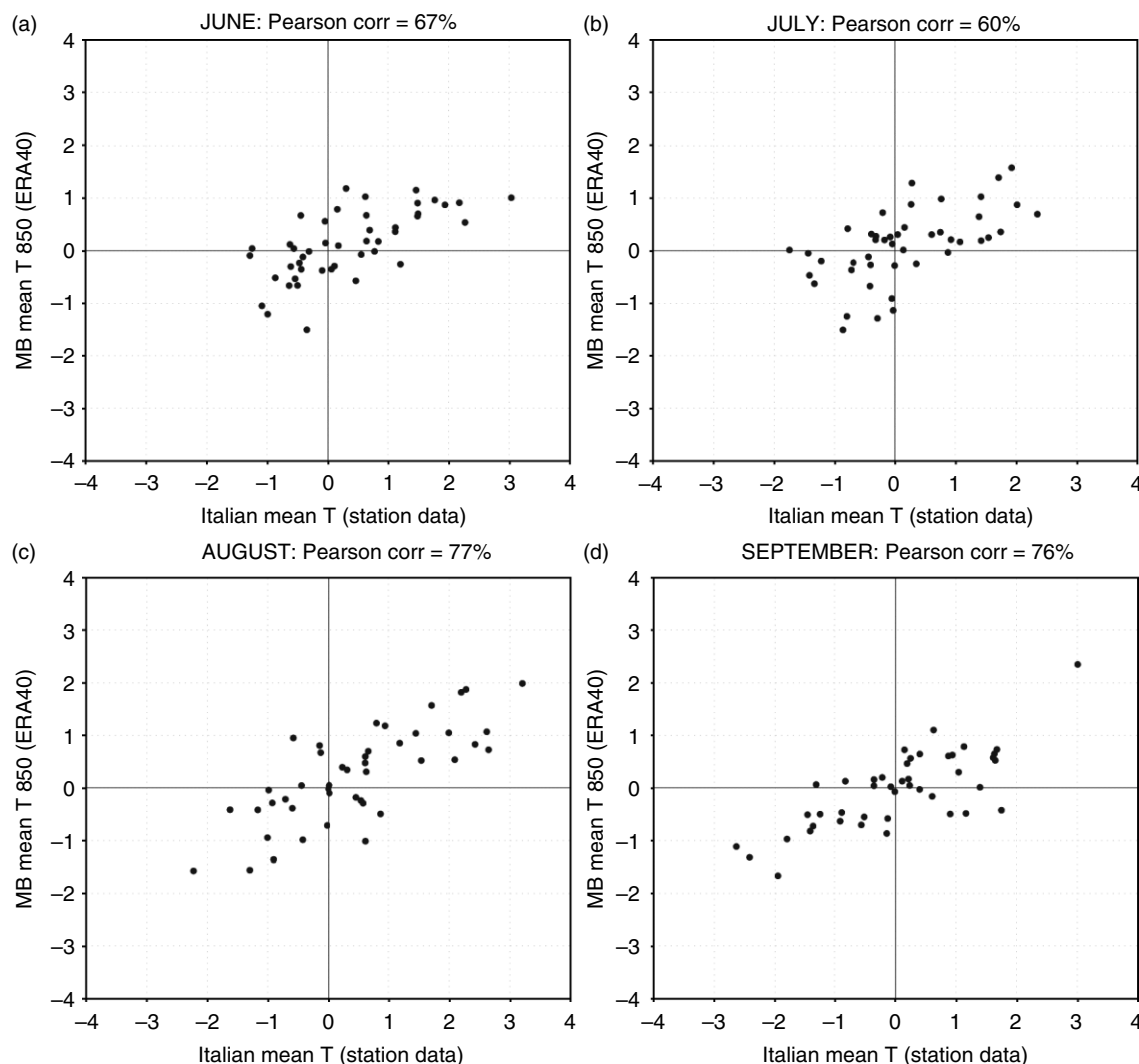 (a) JUNE: Pearson corr = 67%
4
3
2
1
0
–1
–2
–3
–4
MB mean T 850 (ERA40)
–4 –3 –2 –1 0 1 2 3 4
Italian mean T (station data)
(b) JULY: Pearson corr = 60%
4
3
2
1
0
–1
–2
–3
–4
MB mean T 850 (ERA40)
–4 –3 –2 –1 0 1 2 3 4
Italian mean T (station data)
(c) AUGUST: Pearson corr = 77%
4
3
2
1
0
–1
–2
–3
–4
MB mean T 850 (ERA40)
–4 –3 –2 –1 0 1 2 3 4
Italian mean T (station data)
(d) SEPTEMBER: Pearson corr = 76%
4
3
2
1
0
–1
–2
–3
–4
MB mean T 850 (ERA40)
–4 –3 –2 –1 0 1 2 3 4
Italian mean T (station data)